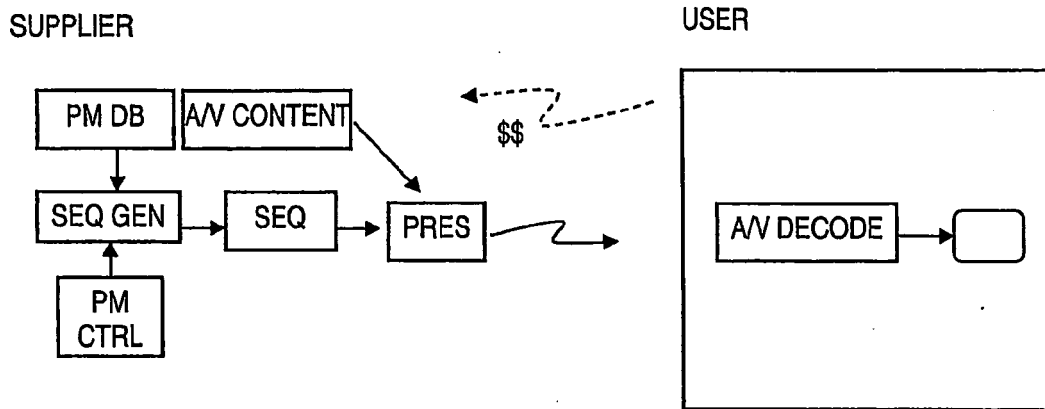 SUPPLIER
USER
PM DB
A/V CONTENT
$$
SEQ GEN
SEQ
PRES
A/V DECODE
PM
CTRL